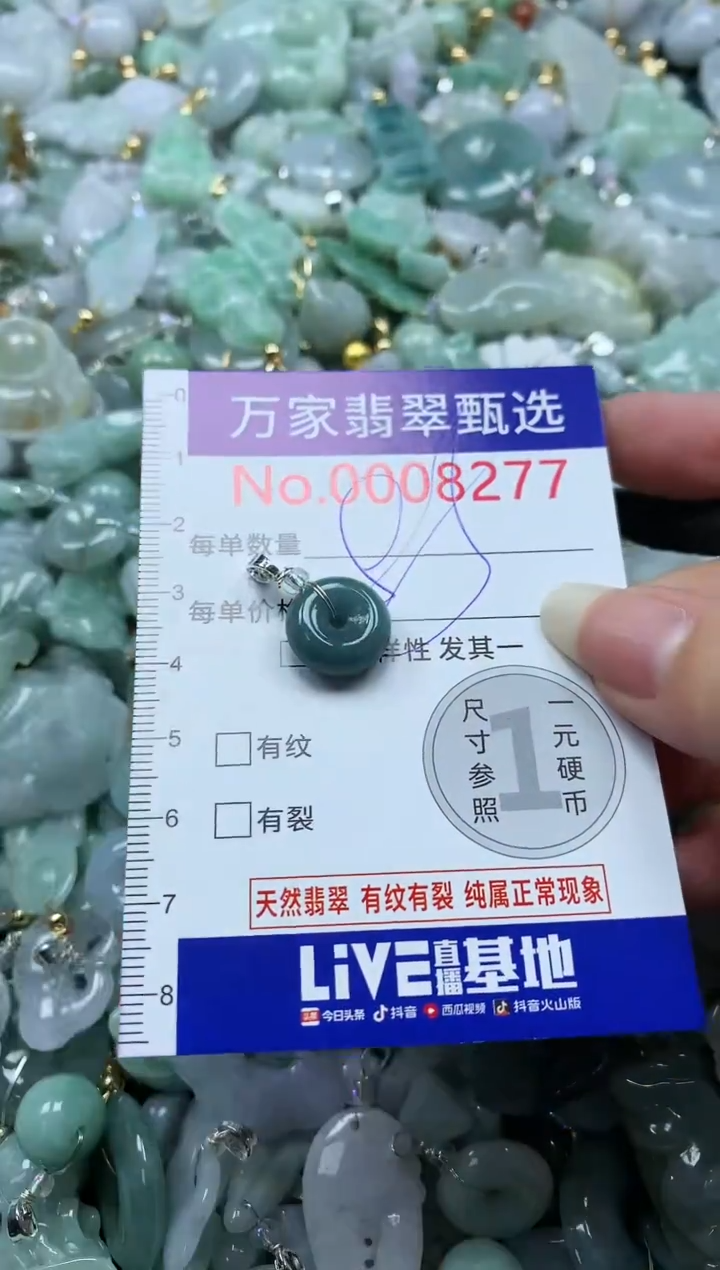 0
万家翡翠甄选
1
No.0008277
2
每单数量
3
每单价
4
样性 发其一
5
有纹
尺寸参照
1
一元硬币
6
有裂
7
天然翡翠 有纹有裂 纯属正常现象
8
LiVE直播基地
今日头条 抖音 西瓜视频 抖音火山版